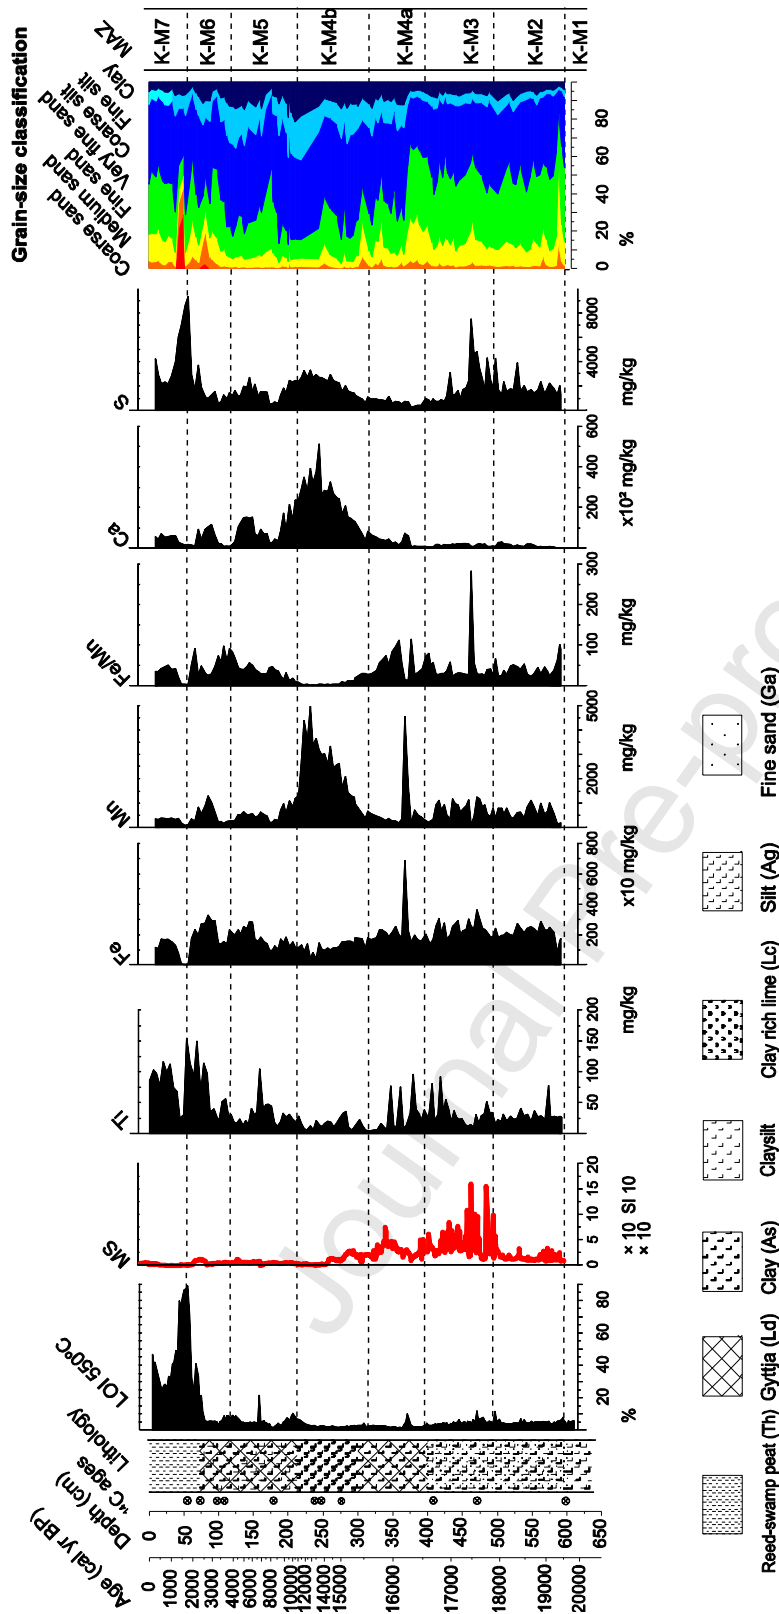 Grain-size classification
Age (cal yr BP)
Depth (cm)
¹⁴C ages
Lithology
LOI 550ºC
MS
Ti
Fe
Mn
Fe/Mn
Ca
S
Coarse sand
Medium sand
Fine sand
Very fine sand
Coarse silt
Fine silt
Clay
MAZ
K-M7
K-M6
K-M5
K-M4b
K-M4a
K-M3
K-M2
K-M1
0
1000
2000
3000
4000
6000
8000
10000
12000
14000
15000
16000
17000
18000
19000
20000
0
50
100
150
200
250
300
350
400
450
500
550
600
650
20
40
60
80
%
0
5
10
15
20
× 10 SI 10
× 10
50
100
150
200
mg/kg
200
400
600
800
x10 mg/kg
2000
5000
mg/kg
100
200
300
mg/kg
200
400
600
x10² mg/kg
4000
8000
mg/kg
0
20
40
60
80
%
Reed-swamp peat (Th)
Gyttja (Ld)
Clay (As)
Claysilt
Clay rich lime (Lc)
Silt (Ag)
Fine sand (Ga)
Journal Pre-pro